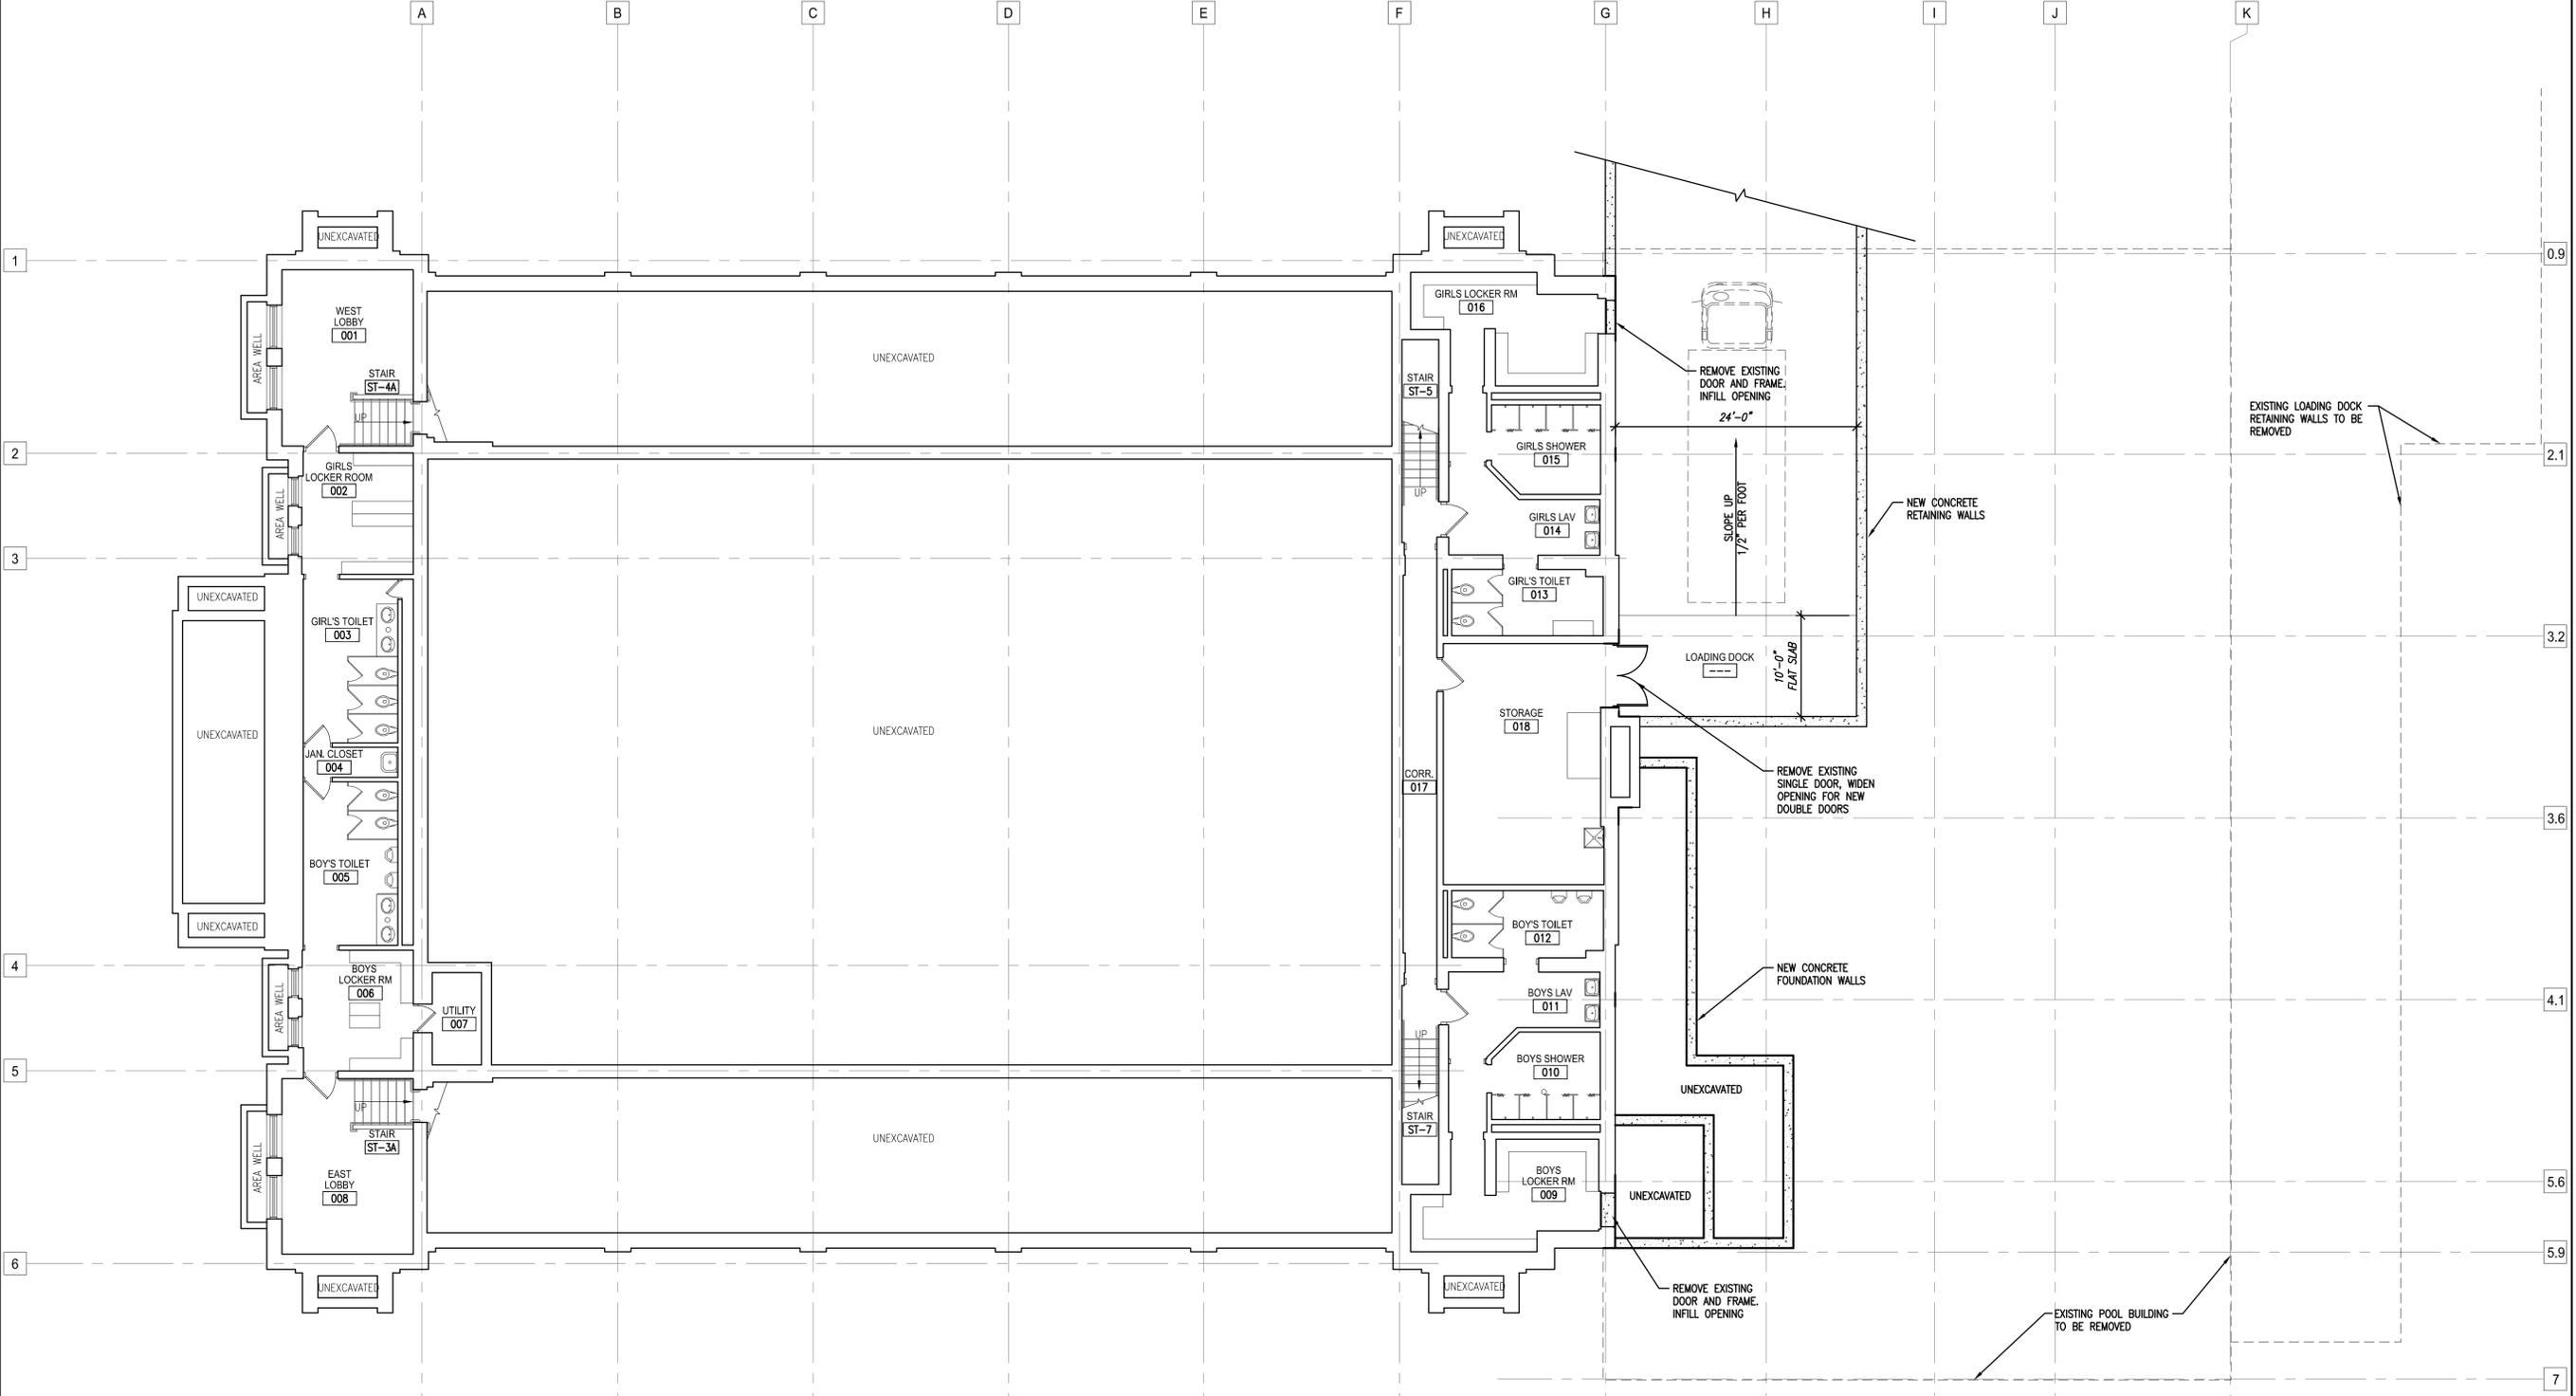 A
B
C
D
E
F
G
H
I
J
K
1
0.9
UNEXCAVATED
UNEXCAVATED
WEST
LOBBY
001
AREA WELL
STAIR
ST-4A
UP
UNEXCAVATED
GIRLS LOCKER RM
016
STAIR
ST-5
UP
REMOVE EXISTING
DOOR AND FRAME.
INFILL OPENING
24'-0"
EXISTING LOADING DOCK
RETAINING WALLS TO BE
REMOVED
2
2.1
GIRLS
LOCKER ROOM
002
AREA WELL
GIRLS SHOWER
015
GIRLS LAV
014
SLOPE UP
1/2" PER FOOT
NEW CONCRETE
RETAINING WALLS
3
UNEXCAVATED
GIRL'S TOILET
003
GIRL'S TOILET
013
3.2
UNEXCAVATED
UNEXCAVATED
LOADING DOCK
---
10'-0"
FLAT SLAB
STORAGE
018
JAN. CLOSET
004
CORR.
017
REMOVE EXISTING
SINGLE DOOR, WIDEN
OPENING FOR NEW
DOUBLE DOORS
3.6
BOY'S TOILET
005
UNEXCAVATED
BOY'S TOILET
012
4
BOYS
LOCKER RM
006
AREA WELL
UTILITY
007
BOYS LAV
011
NEW CONCRETE
FOUNDATION WALLS
4.1
UP
BOYS SHOWER
010
5
UNEXCAVATED
UP
STAIR
ST-3A
STAIR
ST-7
UNEXCAVATED
AREA WELL
EAST
LOBBY
008
BOYS
LOCKER RM
009
UNEXCAVATED
5.6
6
5.9
UNEXCAVATED
UNEXCAVATED
REMOVE EXISTING
DOOR AND FRAME.
INFILL OPENING
EXISTING POOL BUILDING
TO BE REMOVED
7